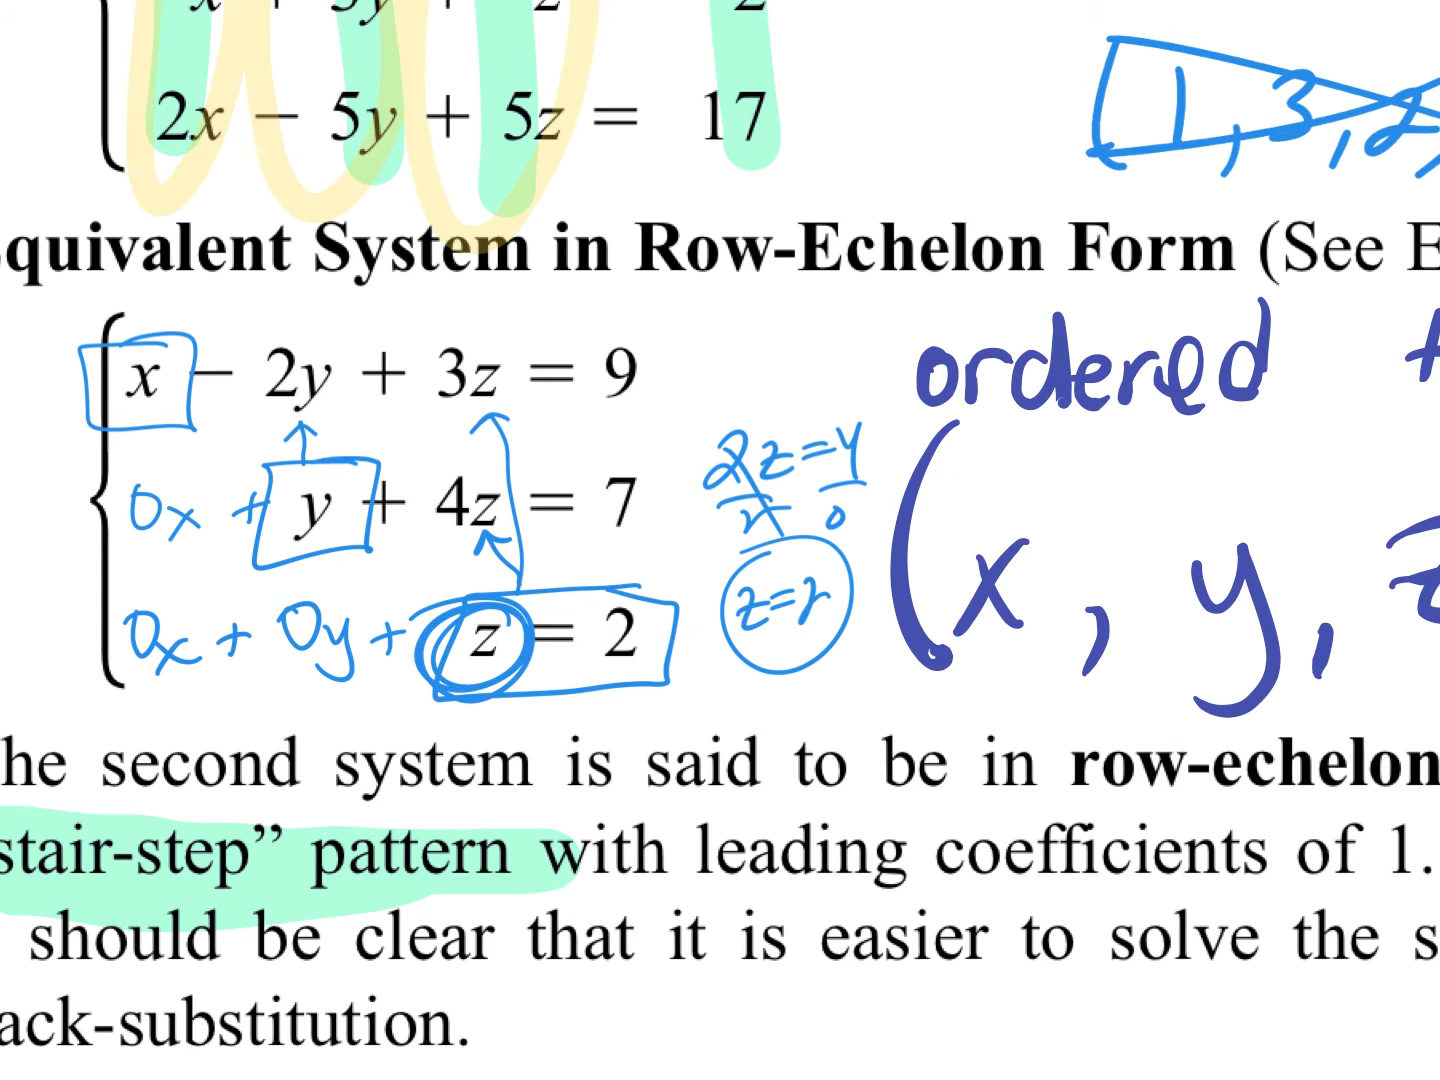 2x − 5y + 5z = 17
1, 3, 2,
quivalent System in Row-Echelon Form (See E
x − 2y + 3z = 9
ordered
0x + y + 4z = 7
2z = 4
z = 2
(x, y, z
0x + 0y + z = 2
he second system is said to be in row-echelon
stair-step” pattern with leading coefficients of 1.
should be clear that it is easier to solve the s
ack-substitution.